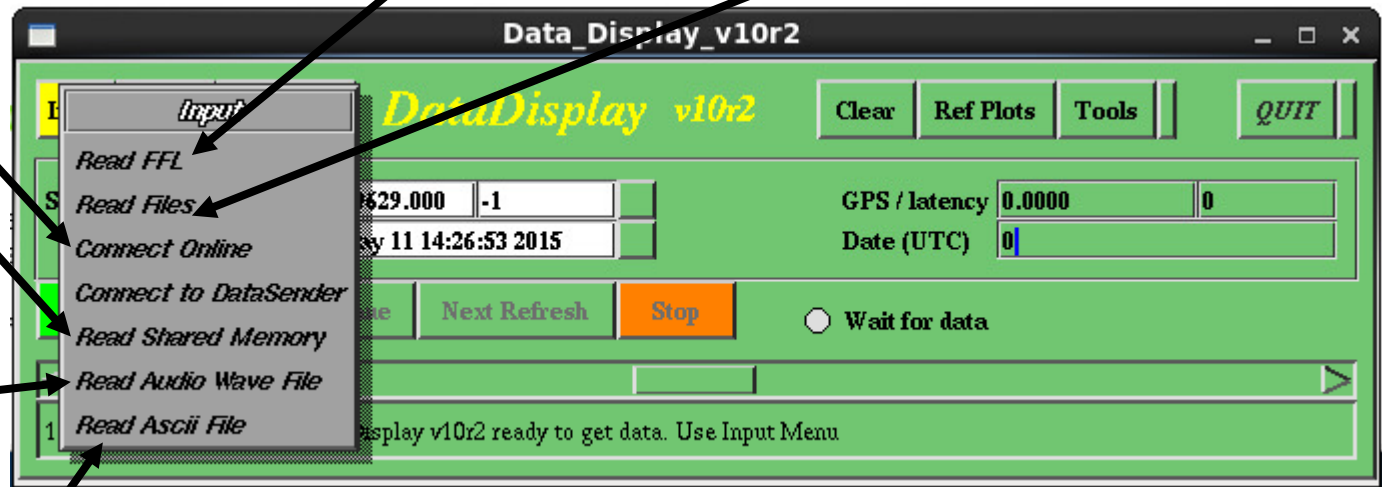 Data_Display_v10r2
Input
DataDisplay v10r2
Clear
Ref Plots
Tools
QUIT
Read FFL
Read Files
Connect Online
Connect to DataSender
Read Shared Memory
Read Audio Wave File
Read Ascii File
629.000
-1
GPS / latency
0.0000
0
11 14:26:53 2015
Date (UTC)
0
Next Refresh
Stop
Wait for data
1
v10r2 ready to get data. Use Input Menu